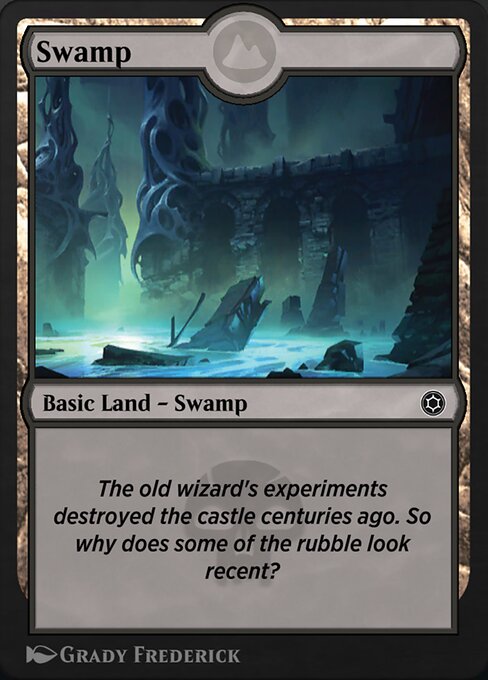 Swamp
Basic Land – Swamp
The old wizard's experiments
destroyed the castle centuries ago. So
why does some of the rubble look
recent?
Grady Frederick